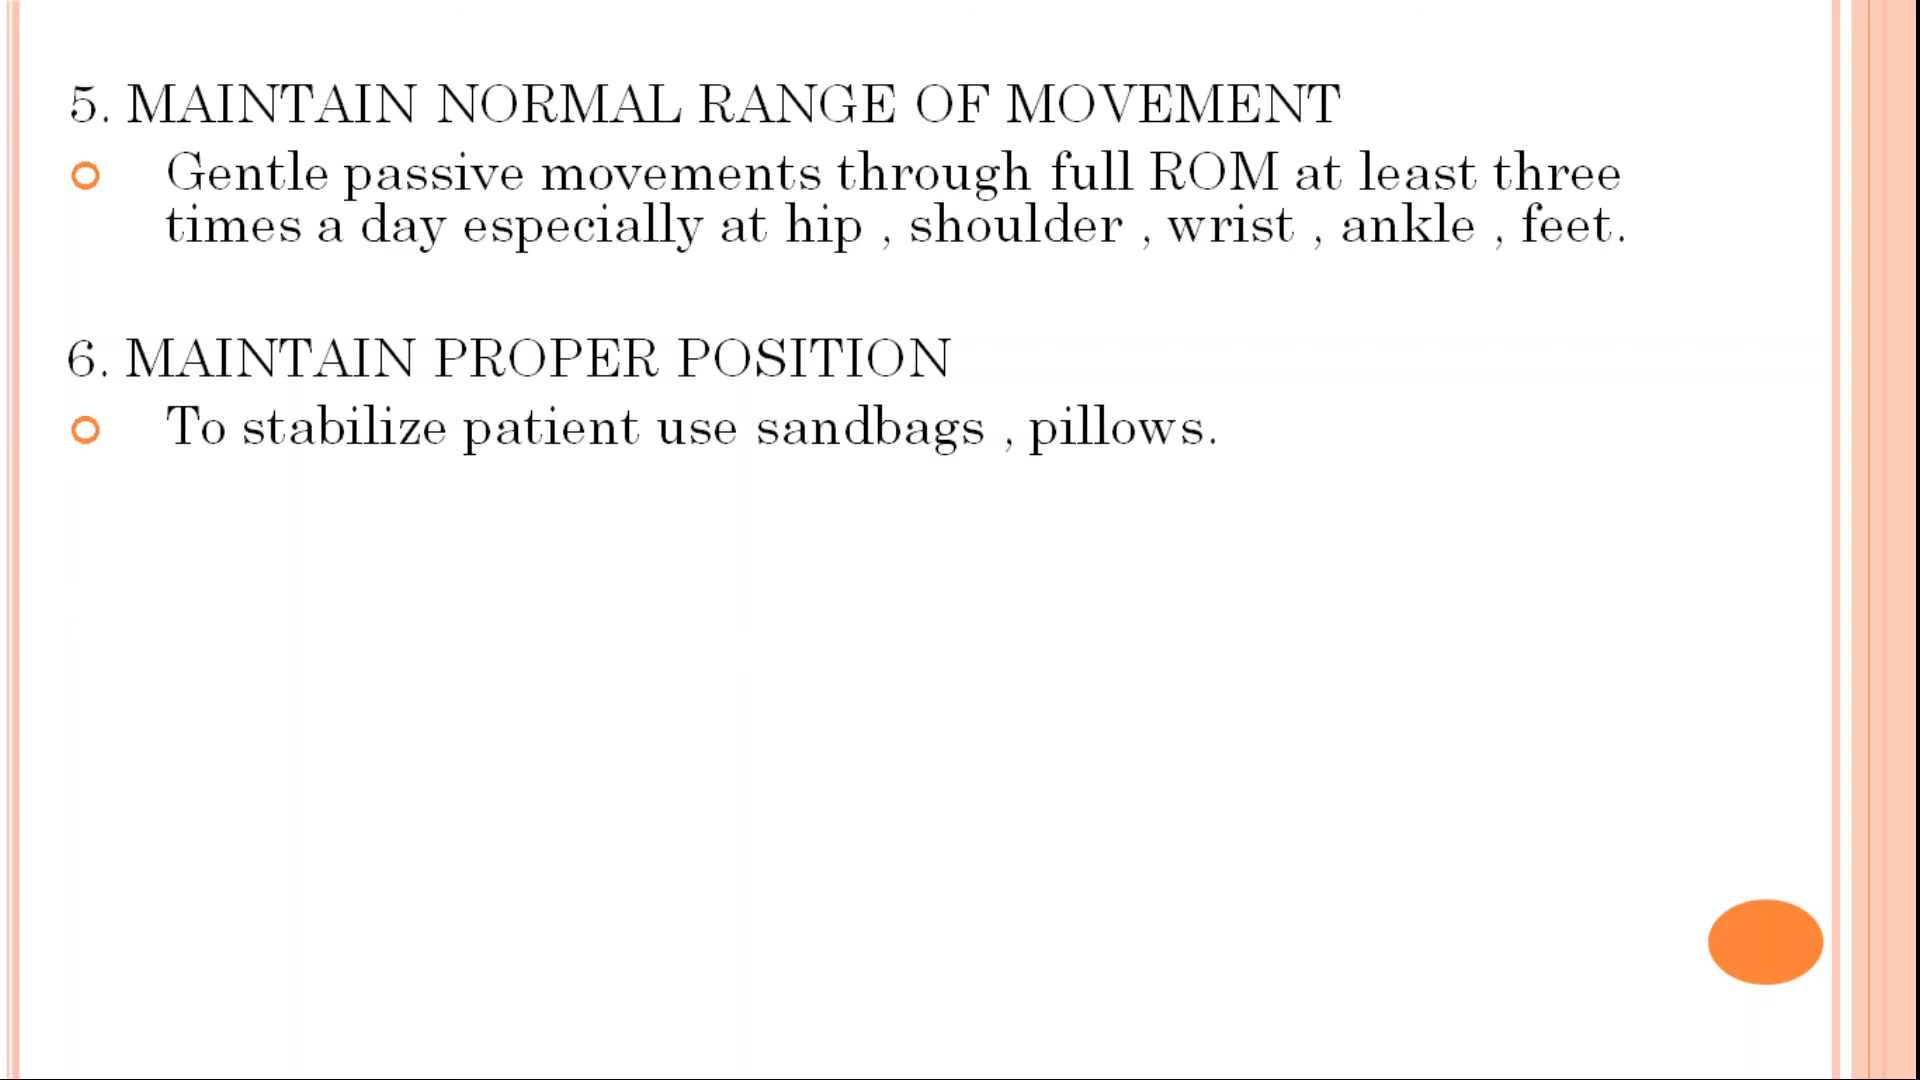 5. MAINTAIN NORMAL RANGE OF MOVEMENT
Gentle passive movements through full ROM at least three
times a day especially at hip , shoulder , wrist , ankle , feet.
6. MAINTAIN PROPER POSITION
To stabilize patient use sandbags , pillows.